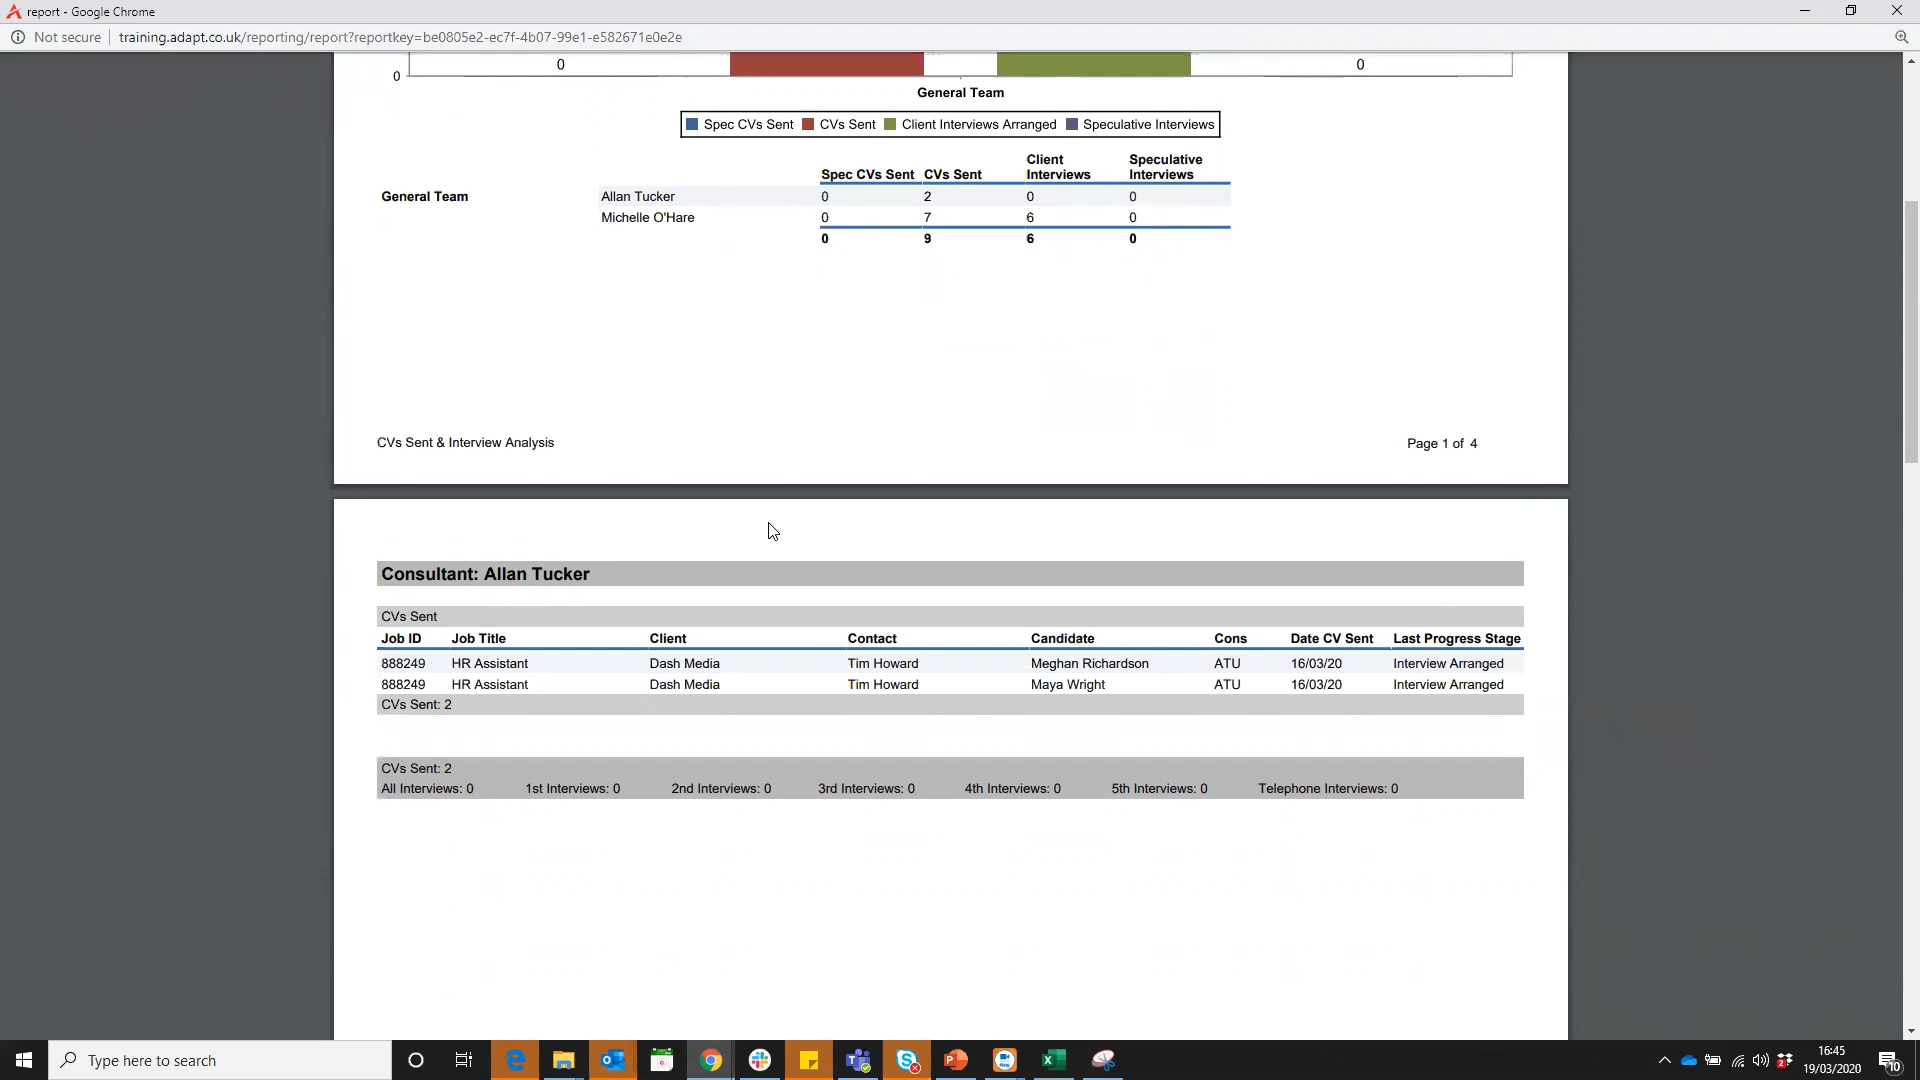 report - Google Chrome
Not secure training.adapt.co.uk/reporting/report?reportkey=be0805e2-ec7f-4b07-99e1-e582671e0e2e
0 0
0
General Team
Spec CVs Sent CVs Sent Client Interviews Arranged Speculative Interviews
Client Speculative
Spec CVs Sent CVs Sent Interviews Interviews
General Team Allan Tucker 0 2 0 0
Michelle O'Hare 0 7 6 0
0 9 6 0
CVs Sent & Interview Analysis Page 1 of 4
Consultant: Allan Tucker
CVs Sent
Job ID Job Title Client Contact Candidate Cons Date CV Sent Last Progress Stage
888249 HR Assistant Dash Media Tim Howard Meghan Richardson ATU 16/03/20 Interview Arranged
888249 HR Assistant Dash Media Tim Howard Maya Wright ATU 16/03/20 Interview Arranged
CVs Sent: 2
CVs Sent: 2
All Interviews: 0 1st Interviews: 0 2nd Interviews: 0 3rd Interviews: 0 4th Interviews: 0 5th Interviews: 0 Telephone Interviews: 0
Type here to search
16:45
19/03/2020
10